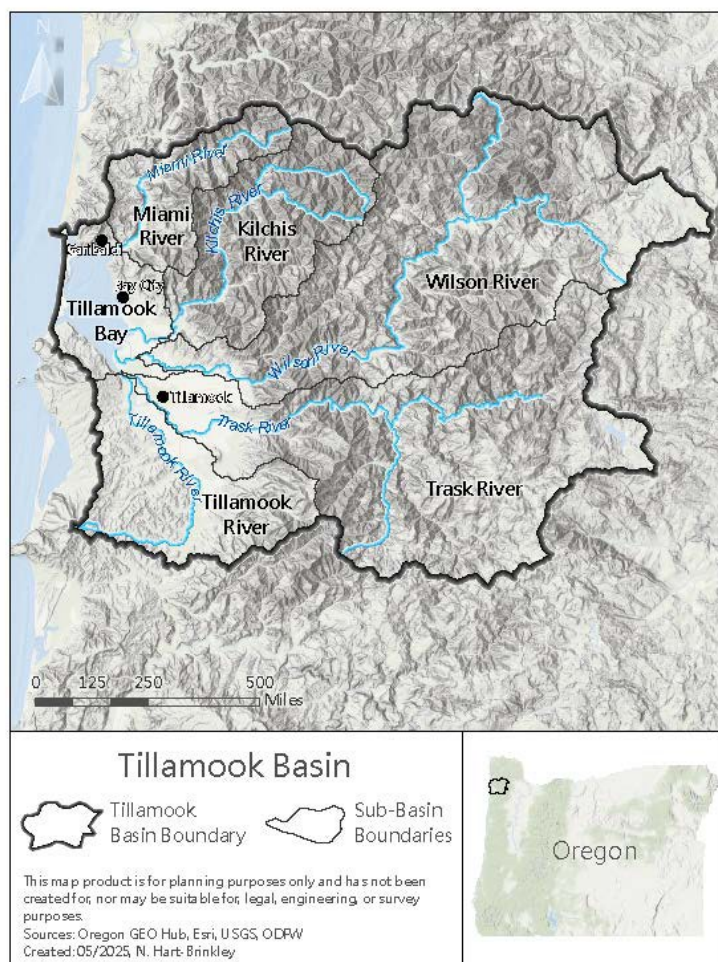 N
Miami River
Miami
River
Kilchis River
Kilchis
River
Garibaldi
Bay City
Tillamook
Bay
Wilson River
Wilson River
Tillamook
Trask River
Tillamook River
Tillamook
River
Trask River
0 125 250 500
Miles
Tillamook Basin
Tillamook
Basin Boundary
Sub-Basin
Boundaries
Oregon
This map product is for planning purposes only and has not been
created for, nor may be suitable for, legal, engineering, or survey
purposes.
Sources: Oregon GEO Hub, Esri, USGS, ODFW
Created: 05/2025, N. Hart-Brinkley